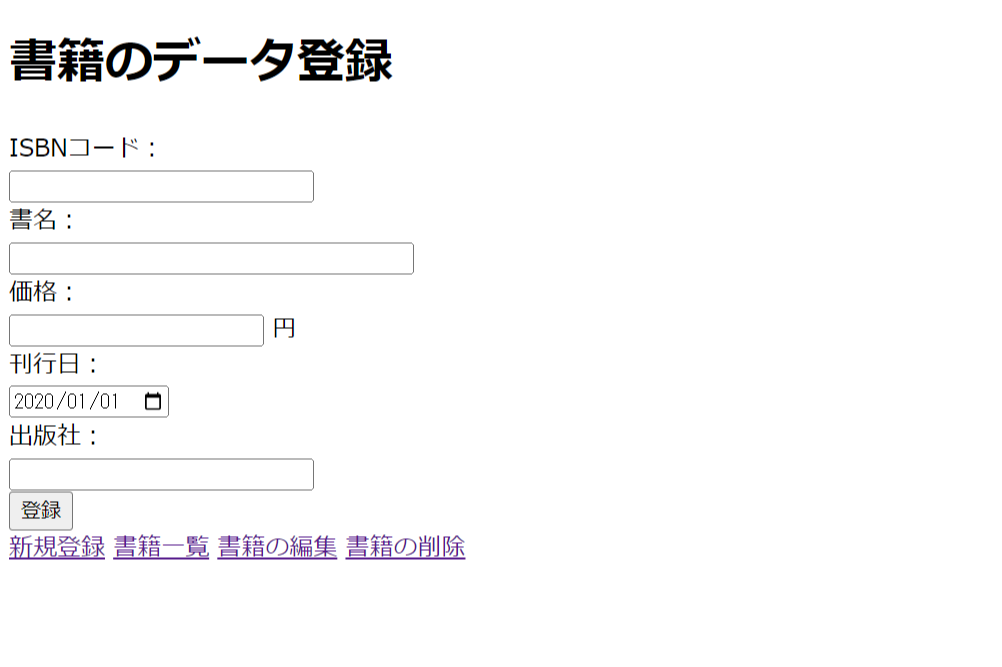 書籍のデータ登録
ISBNコード：
書名：
価格：
円
刊行日：
2020/01/01
出版社：
登録
新規登録 書籍一覧 書籍の編集 書籍の削除